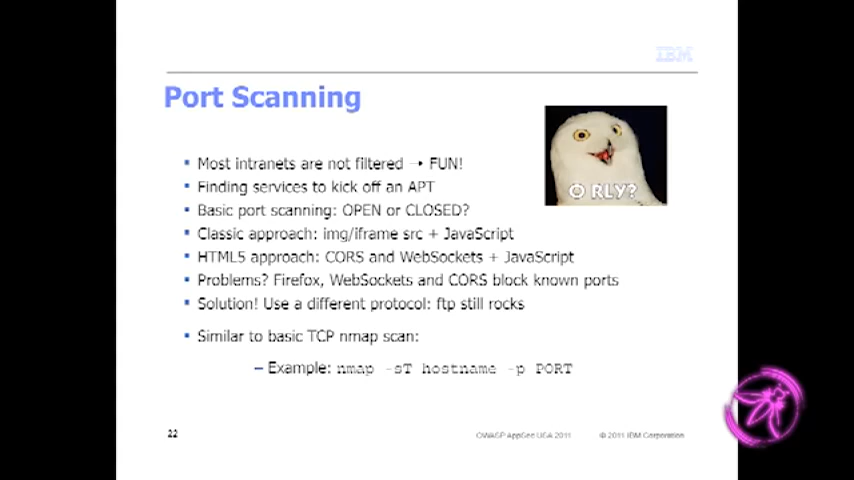 IBM
Port Scanning
Most intranets are not filtered → FUN!
Finding services to kick off an APT
Basic port scanning: OPEN or CLOSED?
Classic approach: img/iframe src + JavaScript
HTML5 approach: CORS and WebSockets + JavaScript
Problems? Firefox, WebSockets and CORS block known ports
Solution! Use a different protocol: ftp still rocks
Similar to basic TCP nmap scan:
– Example: nmap -sT hostname -p PORT
O RLY?
22
OWASP AppSec USA 2011
© 2011 IBM Corporation